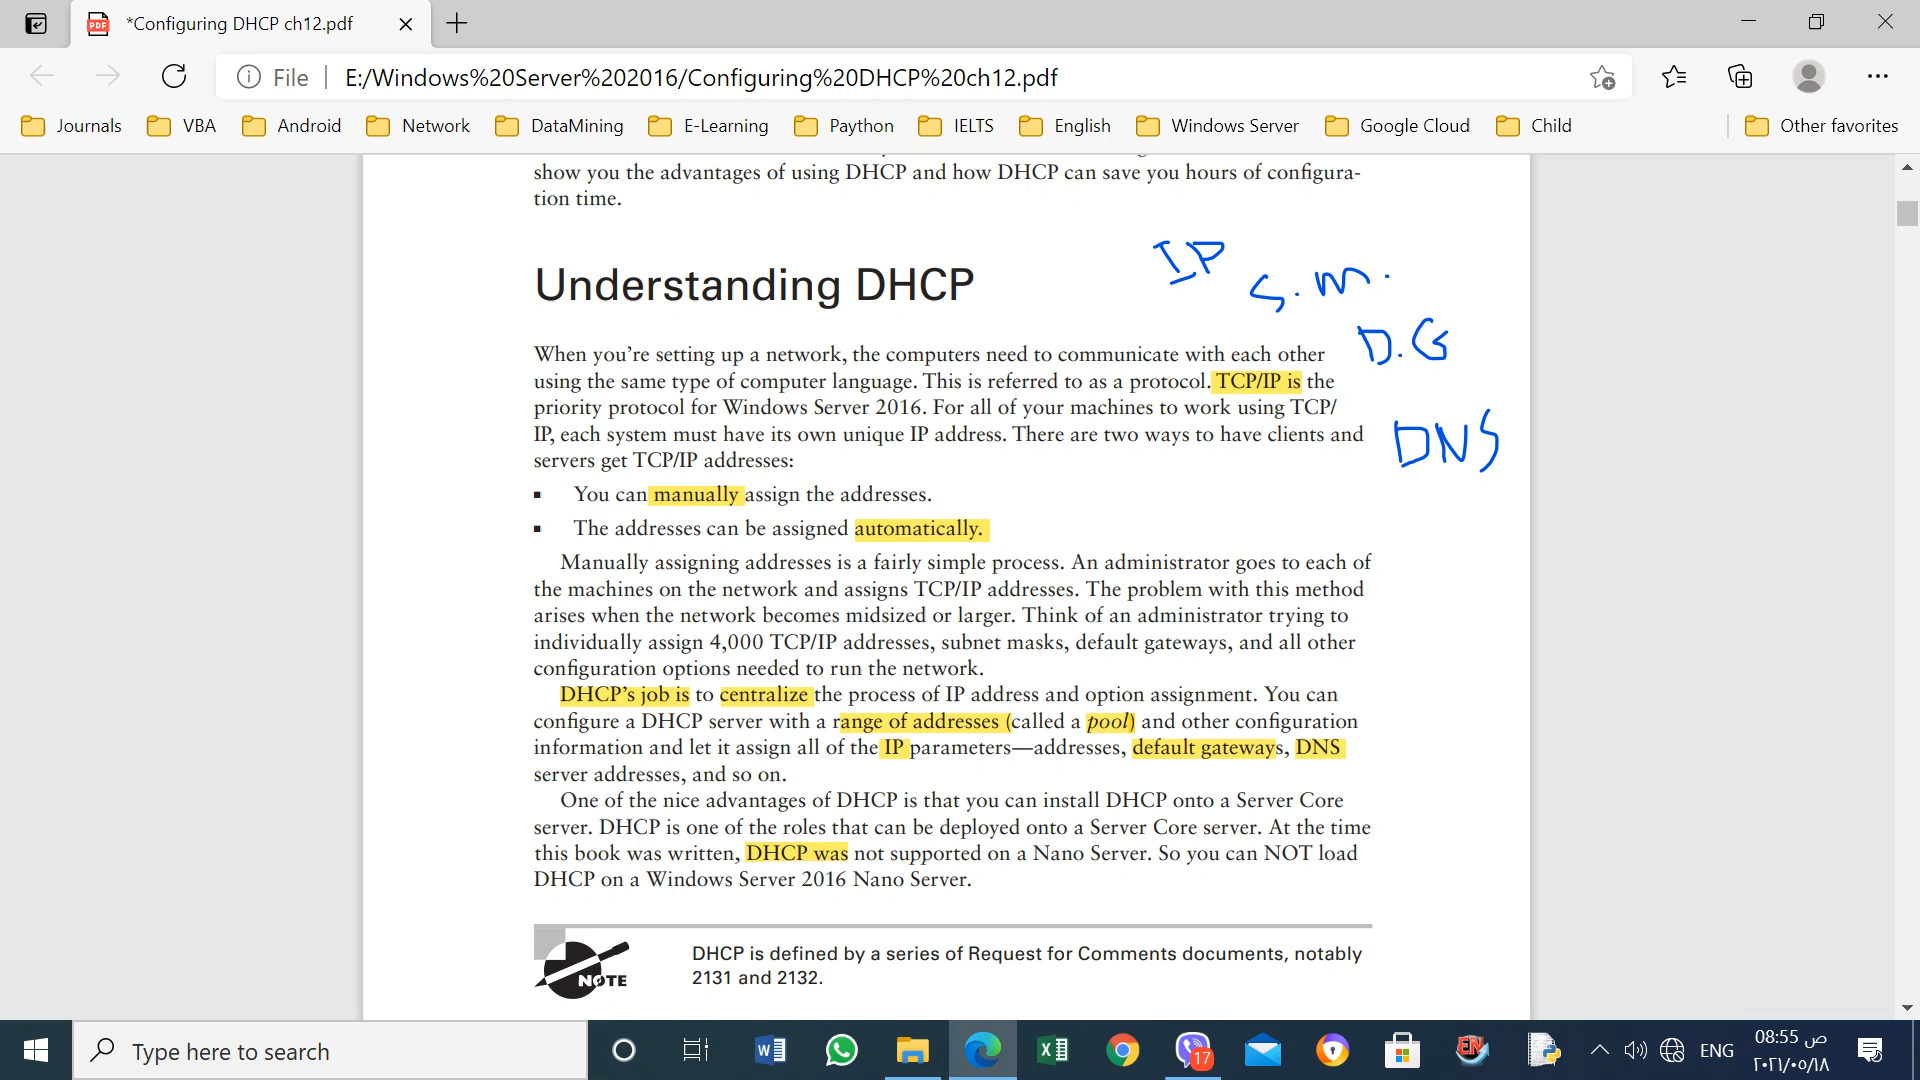 *Configuring DHCP ch12.pdf
File E:/Windows%20Server%202016/Configuring%20DHCP%20ch12.pdf
Journals VBA Android Network DataMining E-Learning Paython IELTS English Windows Server Google Cloud Child Other favorites
show you the advantages of using DHCP and how DHCP can save you hours of configura-
tion time.
IP
S.M.
Understanding DHCP
D.G
When you're setting up a network, the computers need to communicate with each other
using the same type of computer language. This is referred to as a protocol. TCP/IP is the
priority protocol for Windows Server 2016. For all of your machines to work using TCP/
IP, each system must have its own unique IP address. There are two ways to have clients and
DNS
servers get TCP/IP addresses:
▪ You can manually assign the addresses.
▪ The addresses can be assigned automatically.
Manually assigning addresses is a fairly simple process. An administrator goes to each of
the machines on the network and assigns TCP/IP addresses. The problem with this method
arises when the network becomes midsized or larger. Think of an administrator trying to
individually assign 4,000 TCP/IP addresses, subnet masks, default gateways, and all other
configuration options needed to run the network.
DHCP's job is to centralize the process of IP address and option assignment. You can
configure a DHCP server with a range of addresses (called a pool) and other configuration
information and let it assign all of the IP parameters—addresses, default gateways, DNS
server addresses, and so on.
One of the nice advantages of DHCP is that you can install DHCP onto a Server Core
server. DHCP is one of the roles that can be deployed onto a Server Core server. At the time
this book was written, DHCP was not supported on a Nano Server. So you can NOT load
DHCP on a Windows Server 2016 Nano Server.
NOTE
DHCP is defined by a series of Request for Comments documents, notably
2131 and 2132.
Type here to search
17
EN
ENG
08:55 ص
٢٠٢١/٠٥/١٨